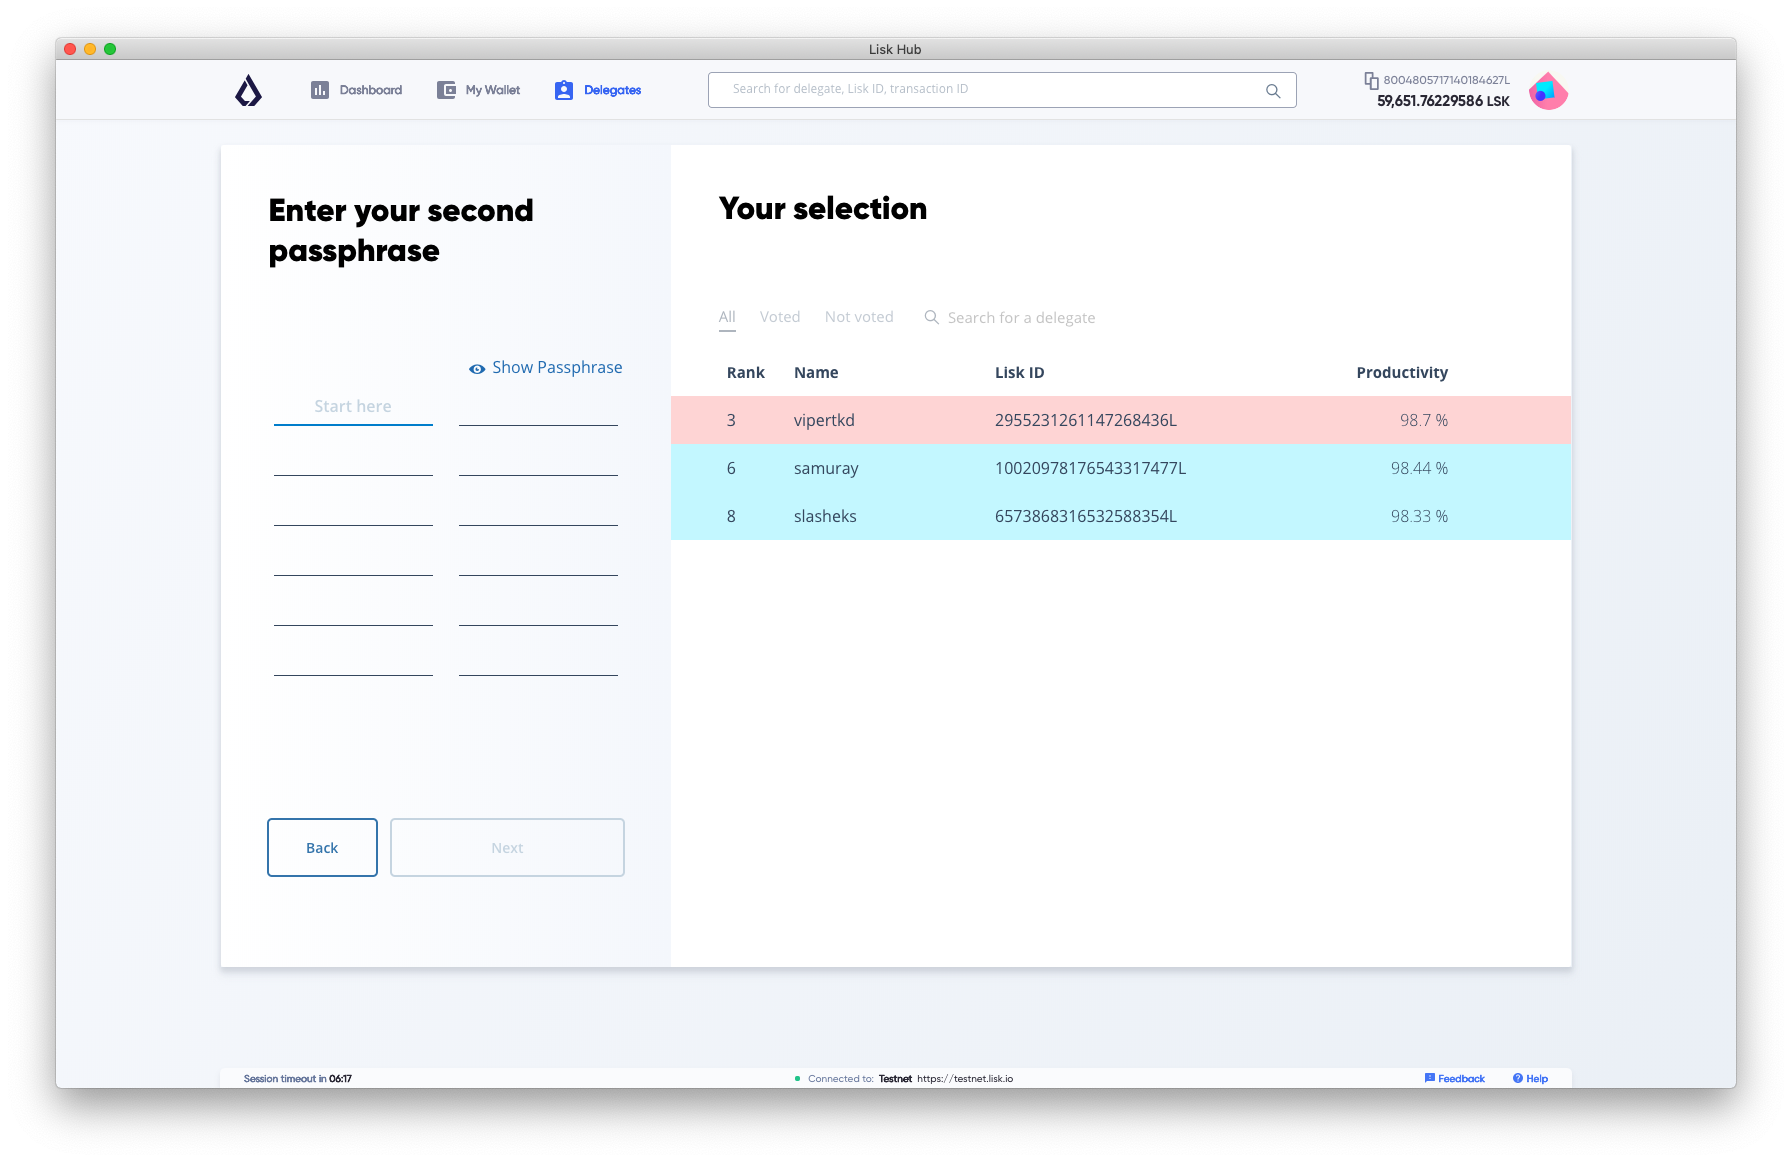 Lisk Hub
Dashboard
My Wallet
Delegates
Search for delegate, Lisk ID, transaction ID
8004805717140184627L
59,651.76229586 LSK
Enter your second
passphrase
Show Passphrase
Start here
Back
Next
Your selection
All Voted Not voted Search for a delegate
Rank Name Lisk ID Productivity
3 vipertkd 2955231261147268436L 98.7 %
6 samuray 10020978176543317477L 98.44 %
8 slasheks 6573868316532588354L 98.33 %
Session timeout in 06:17
Connected to: Testnet https://testnet.lisk.io
Feedback
Help